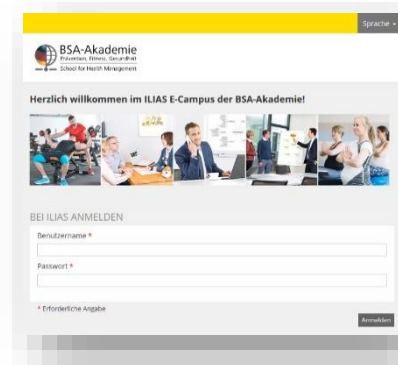 Sprache
BSA-Akademie
Prävention, Fitness, Gesundheit
School for Health Management
Herzlich willkommen im ILIAS E-Campus der BSA-Akademie!
BEI ILIAS ANMELDEN
Benutzername *
Passwort *
* Erforderliche Angabe
Anmelden